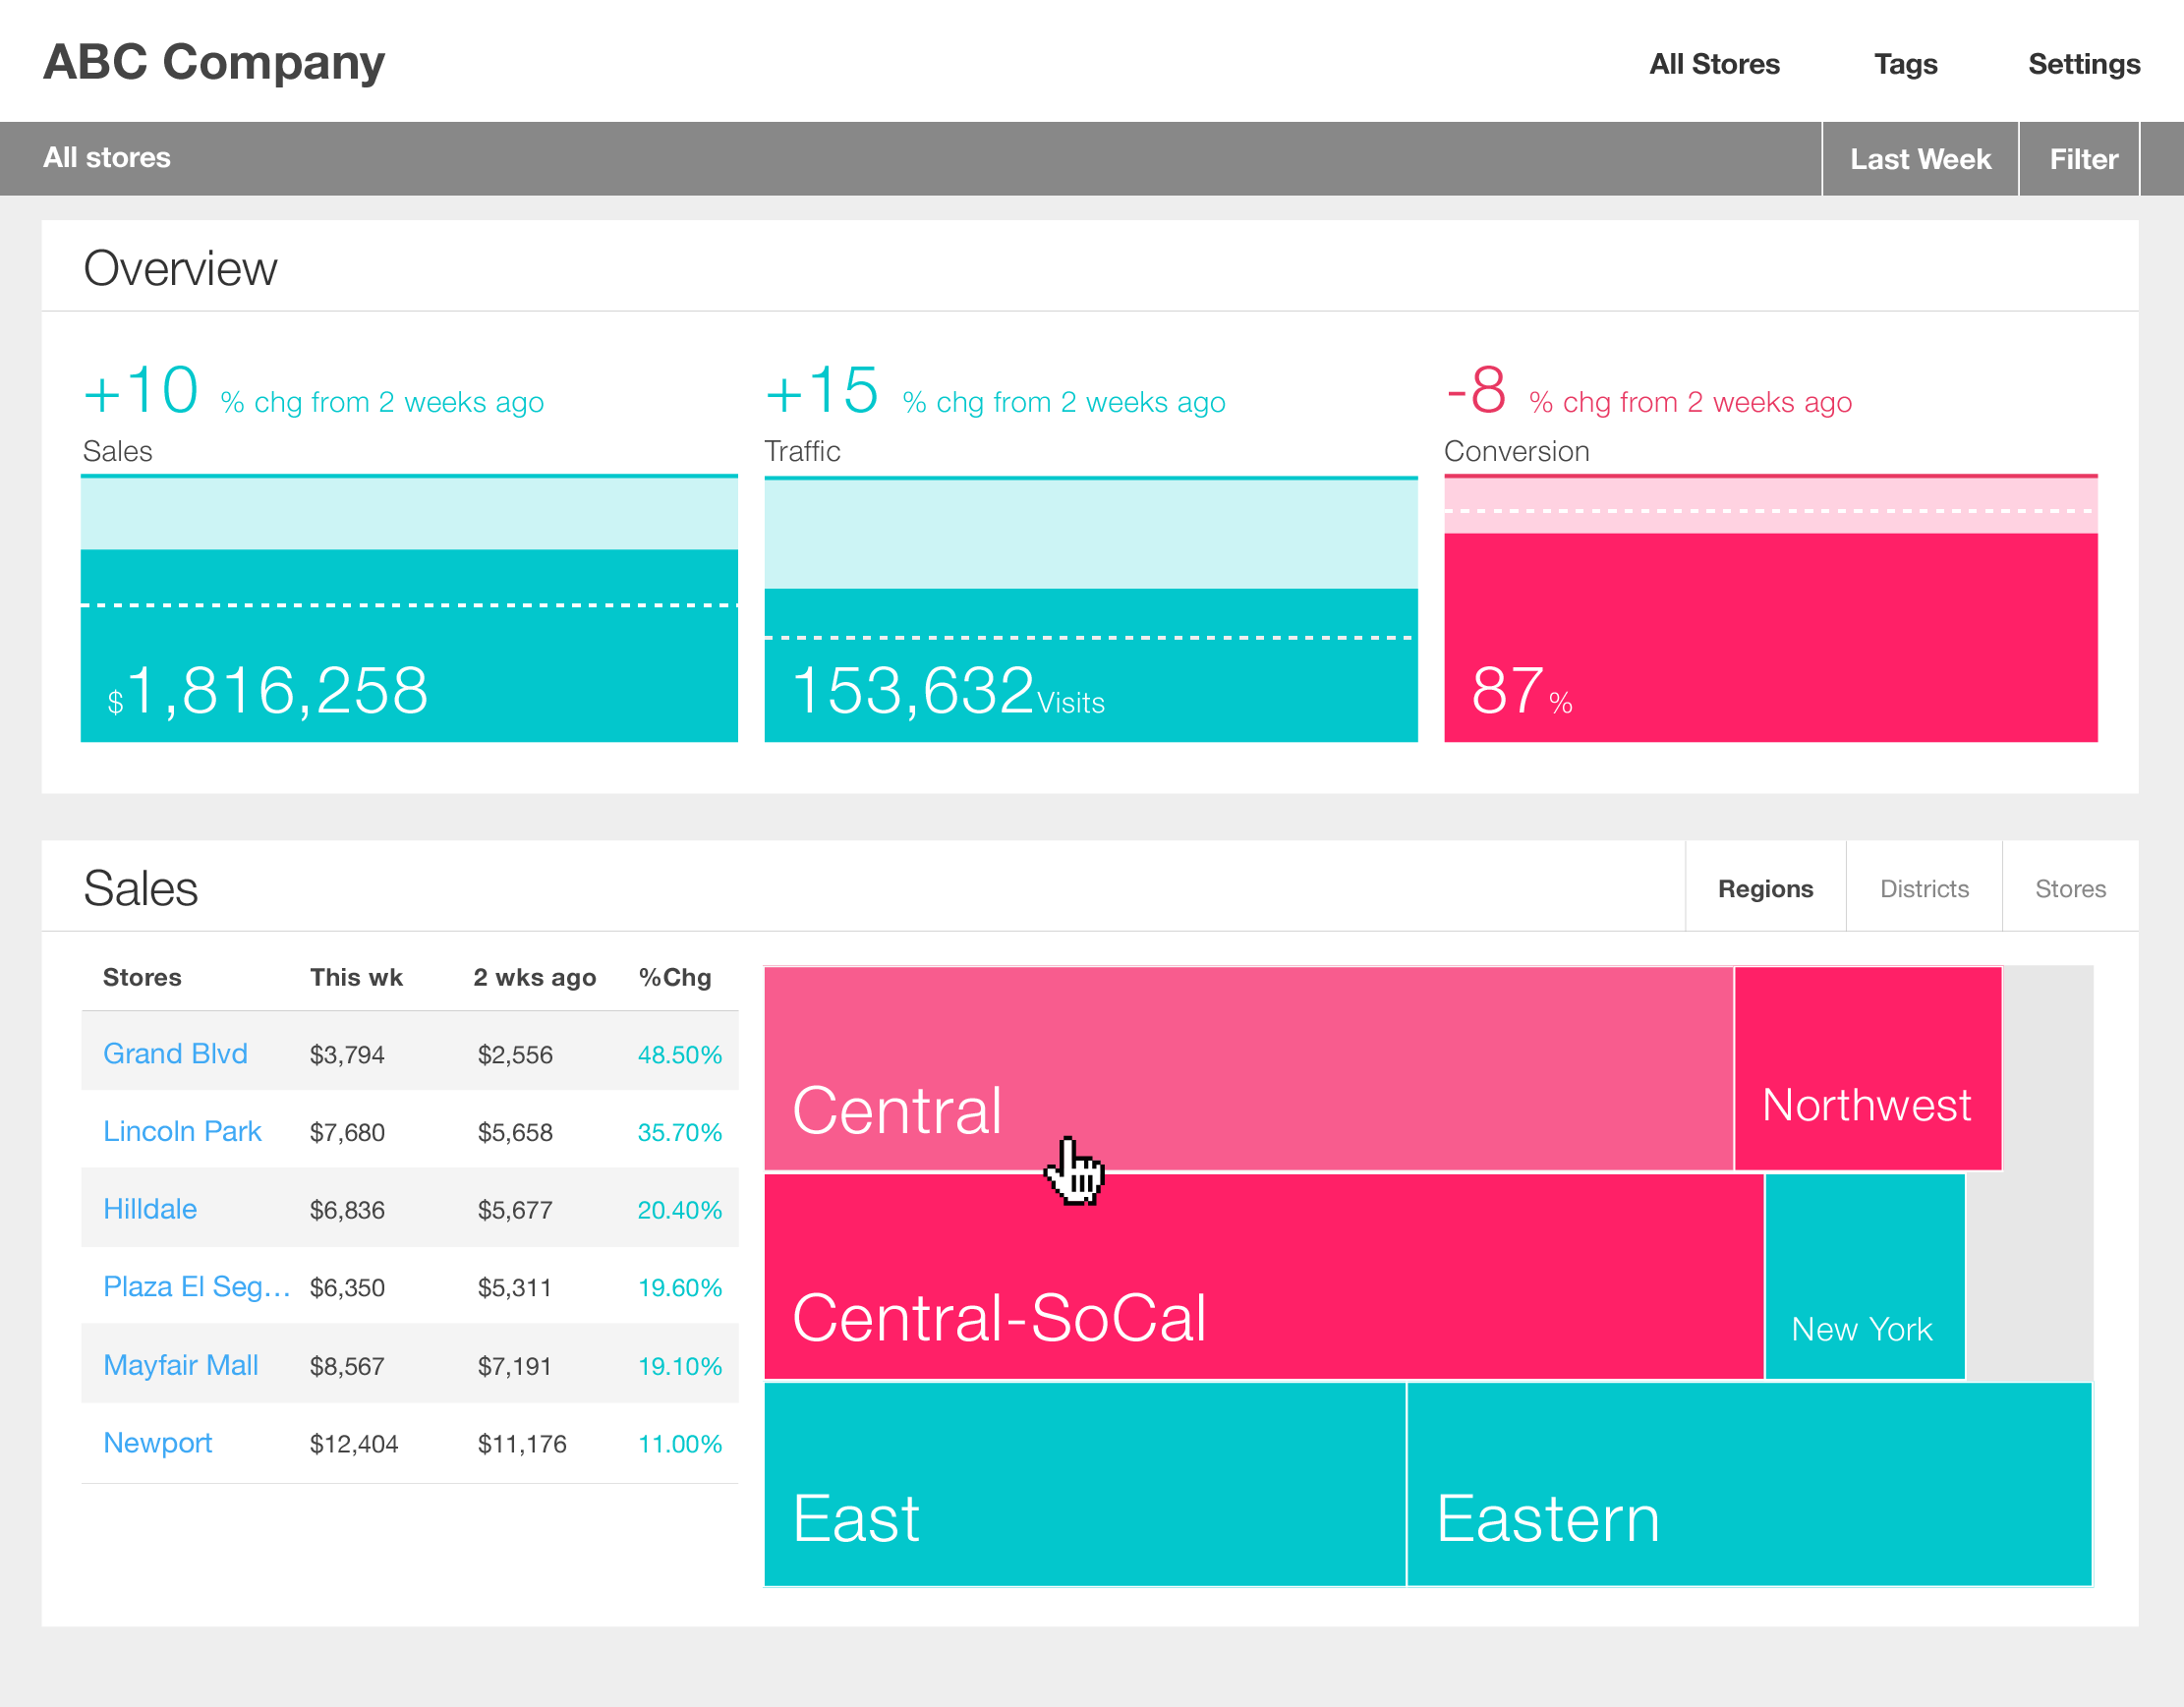 ABC Company
All Stores Tags Settings
All stores
Last Week Filter
Overview
+10 % chg from 2 weeks ago
Sales
$1,816,258
+15 % chg from 2 weeks ago
Traffic
153,632 Visits
-8 % chg from 2 weeks ago
Conversion
87%
Sales
Regions Districts Stores
Stores This wk 2 wks ago %Chg
Grand Blvd $3,794 $2,556 48.50%
Lincoln Park $7,680 $5,658 35.70%
Hilldale $6,836 $5,677 20.40%
Plaza El Seg... $6,350 $5,311 19.60%
Mayfair Mall $8,567 $7,191 19.10%
Newport $12,404 $11,176 11.00%
Central
Northwest
Central-SoCal
New York
East
Eastern